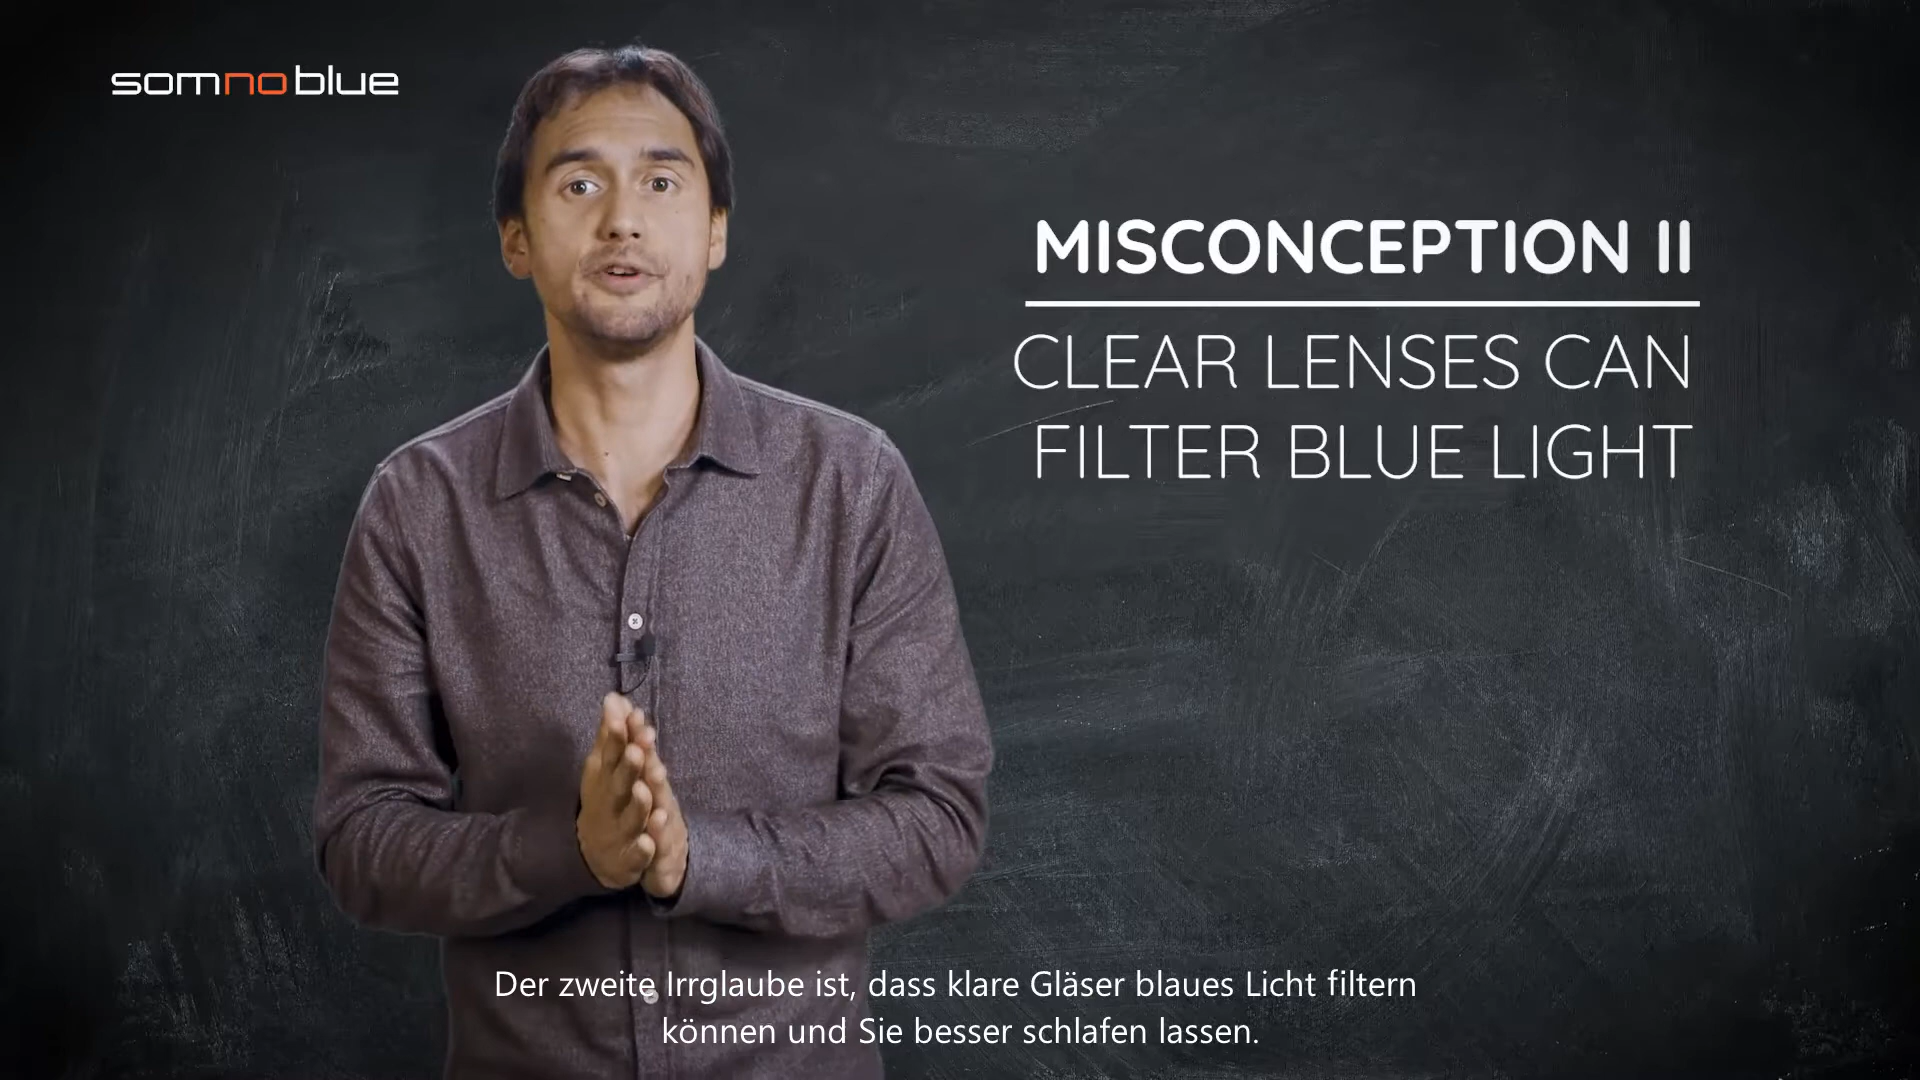 somnoblue
MISCONCEPTION II
CLEAR LENSES CAN
FILTER BLUE LIGHT
Der zweite Irrglaube ist, dass klare Gläser blaues Licht filtern
können und Sie besser schlafen lassen.